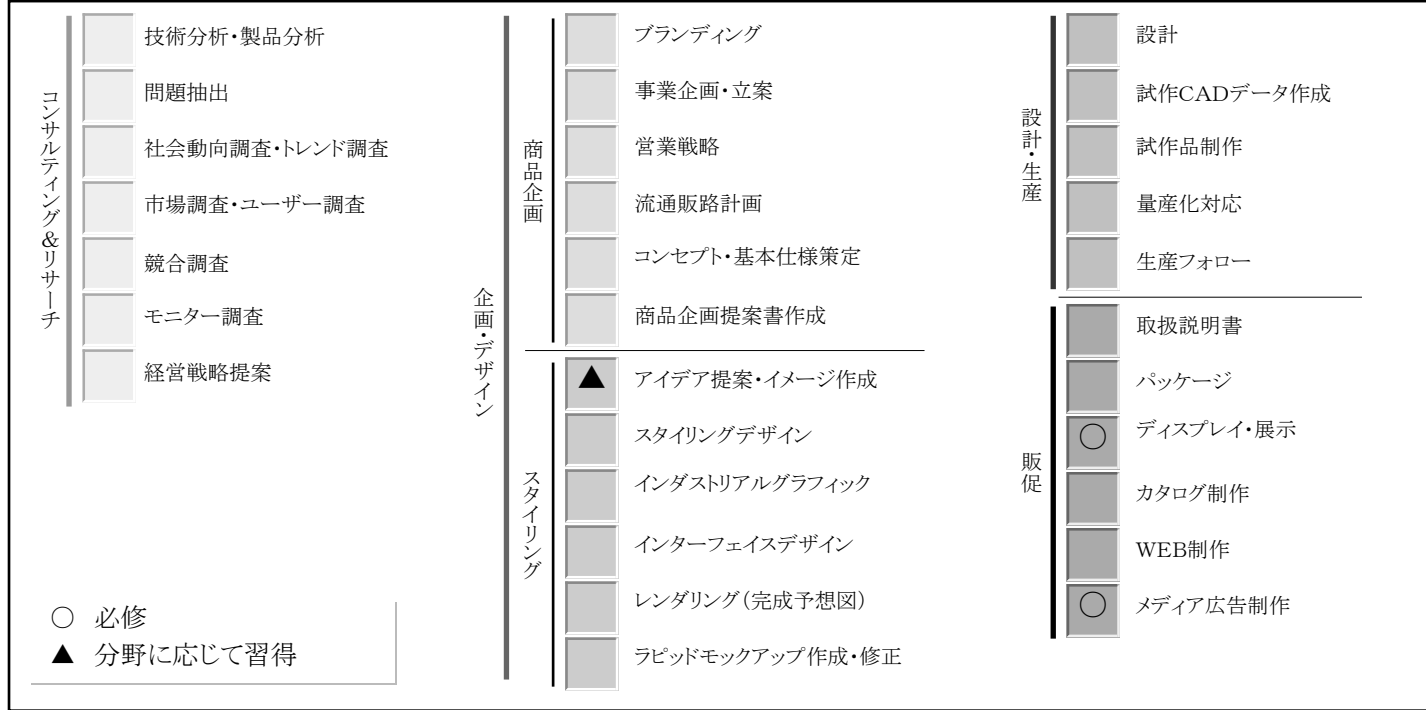 コンサルティング&リサーチ
技術分析・製品分析
問題抽出
社会動向調査・トレンド調査
市場調査・ユーザー調査
競合調査
モニター調査
経営戦略提案
企画・デザイン
商品企画
ブランディング
事業企画・立案
営業戦略
流通販路計画
コンセプト・基本仕様策定
商品企画提案書作成
スタイリング
▲ アイデア提案・イメージ作成
スタイリングデザイン
インダストリアルグラフィック
インターフェイスデザイン
レンダリング(完成予想図)
ラピッドモックアップ作成・修正
設計・生産
設計
試作CADデータ作成
試作品制作
量産化対応
生産フォロー
販促
取扱説明書
パッケージ
○ ディスプレイ・展示
カタログ制作
WEB制作
○ メディア広告制作
○ 必修
▲ 分野に応じて習得